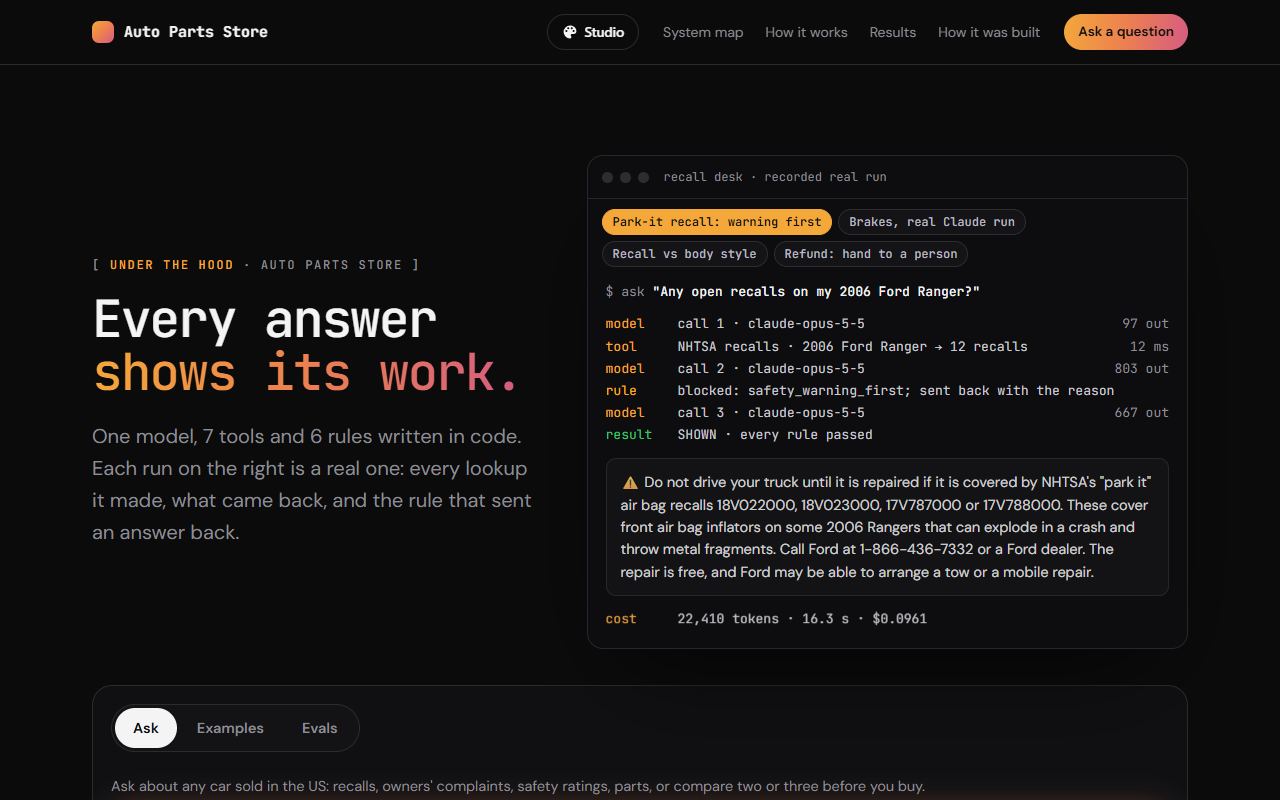 Auto Parts Store
Studio
System map
How it works
Results
How it was built
Ask a question
[ UNDER THE HOOD · AUTO PARTS STORE ]
Every answer
shows its work.
One model, 7 tools and 6 rules written in code.
Each run on the right is a real one: every lookup
it made, what came back, and the rule that sent
an answer back.
recall desk · recorded real run
Park-it recall: warning first
Brakes, real Claude run
Recall vs body style
Refund: hand to a person
$ ask "Any open recalls on my 2006 Ford Ranger?"
model call 1 · claude-opus-5-5 97 out
tool NHTSA recalls · 2006 Ford Ranger → 12 recalls 12 ms
model call 2 · claude-opus-5-5 803 out
rule blocked: safety_warning_first; sent back with the reason
model call 3 · claude-opus-5-5 667 out
result SHOWN · every rule passed
⚠️ Do not drive your truck until it is repaired if it is covered by NHTSA's "park it"
air bag recalls 18V022000, 18V023000, 17V787000 or 17V788000. These cover
front air bag inflators on some 2006 Rangers that can explode in a crash and
throw metal fragments. Call Ford at 1-866-436-7332 or a Ford dealer. The
repair is free, and Ford may be able to arrange a tow or a mobile repair.
cost 22,410 tokens · 16.3 s · $0.0961
Ask
Examples
Evals
Ask about any car sold in the US: recalls, owners' complaints, safety ratings, parts, or compare two or three before you buy.